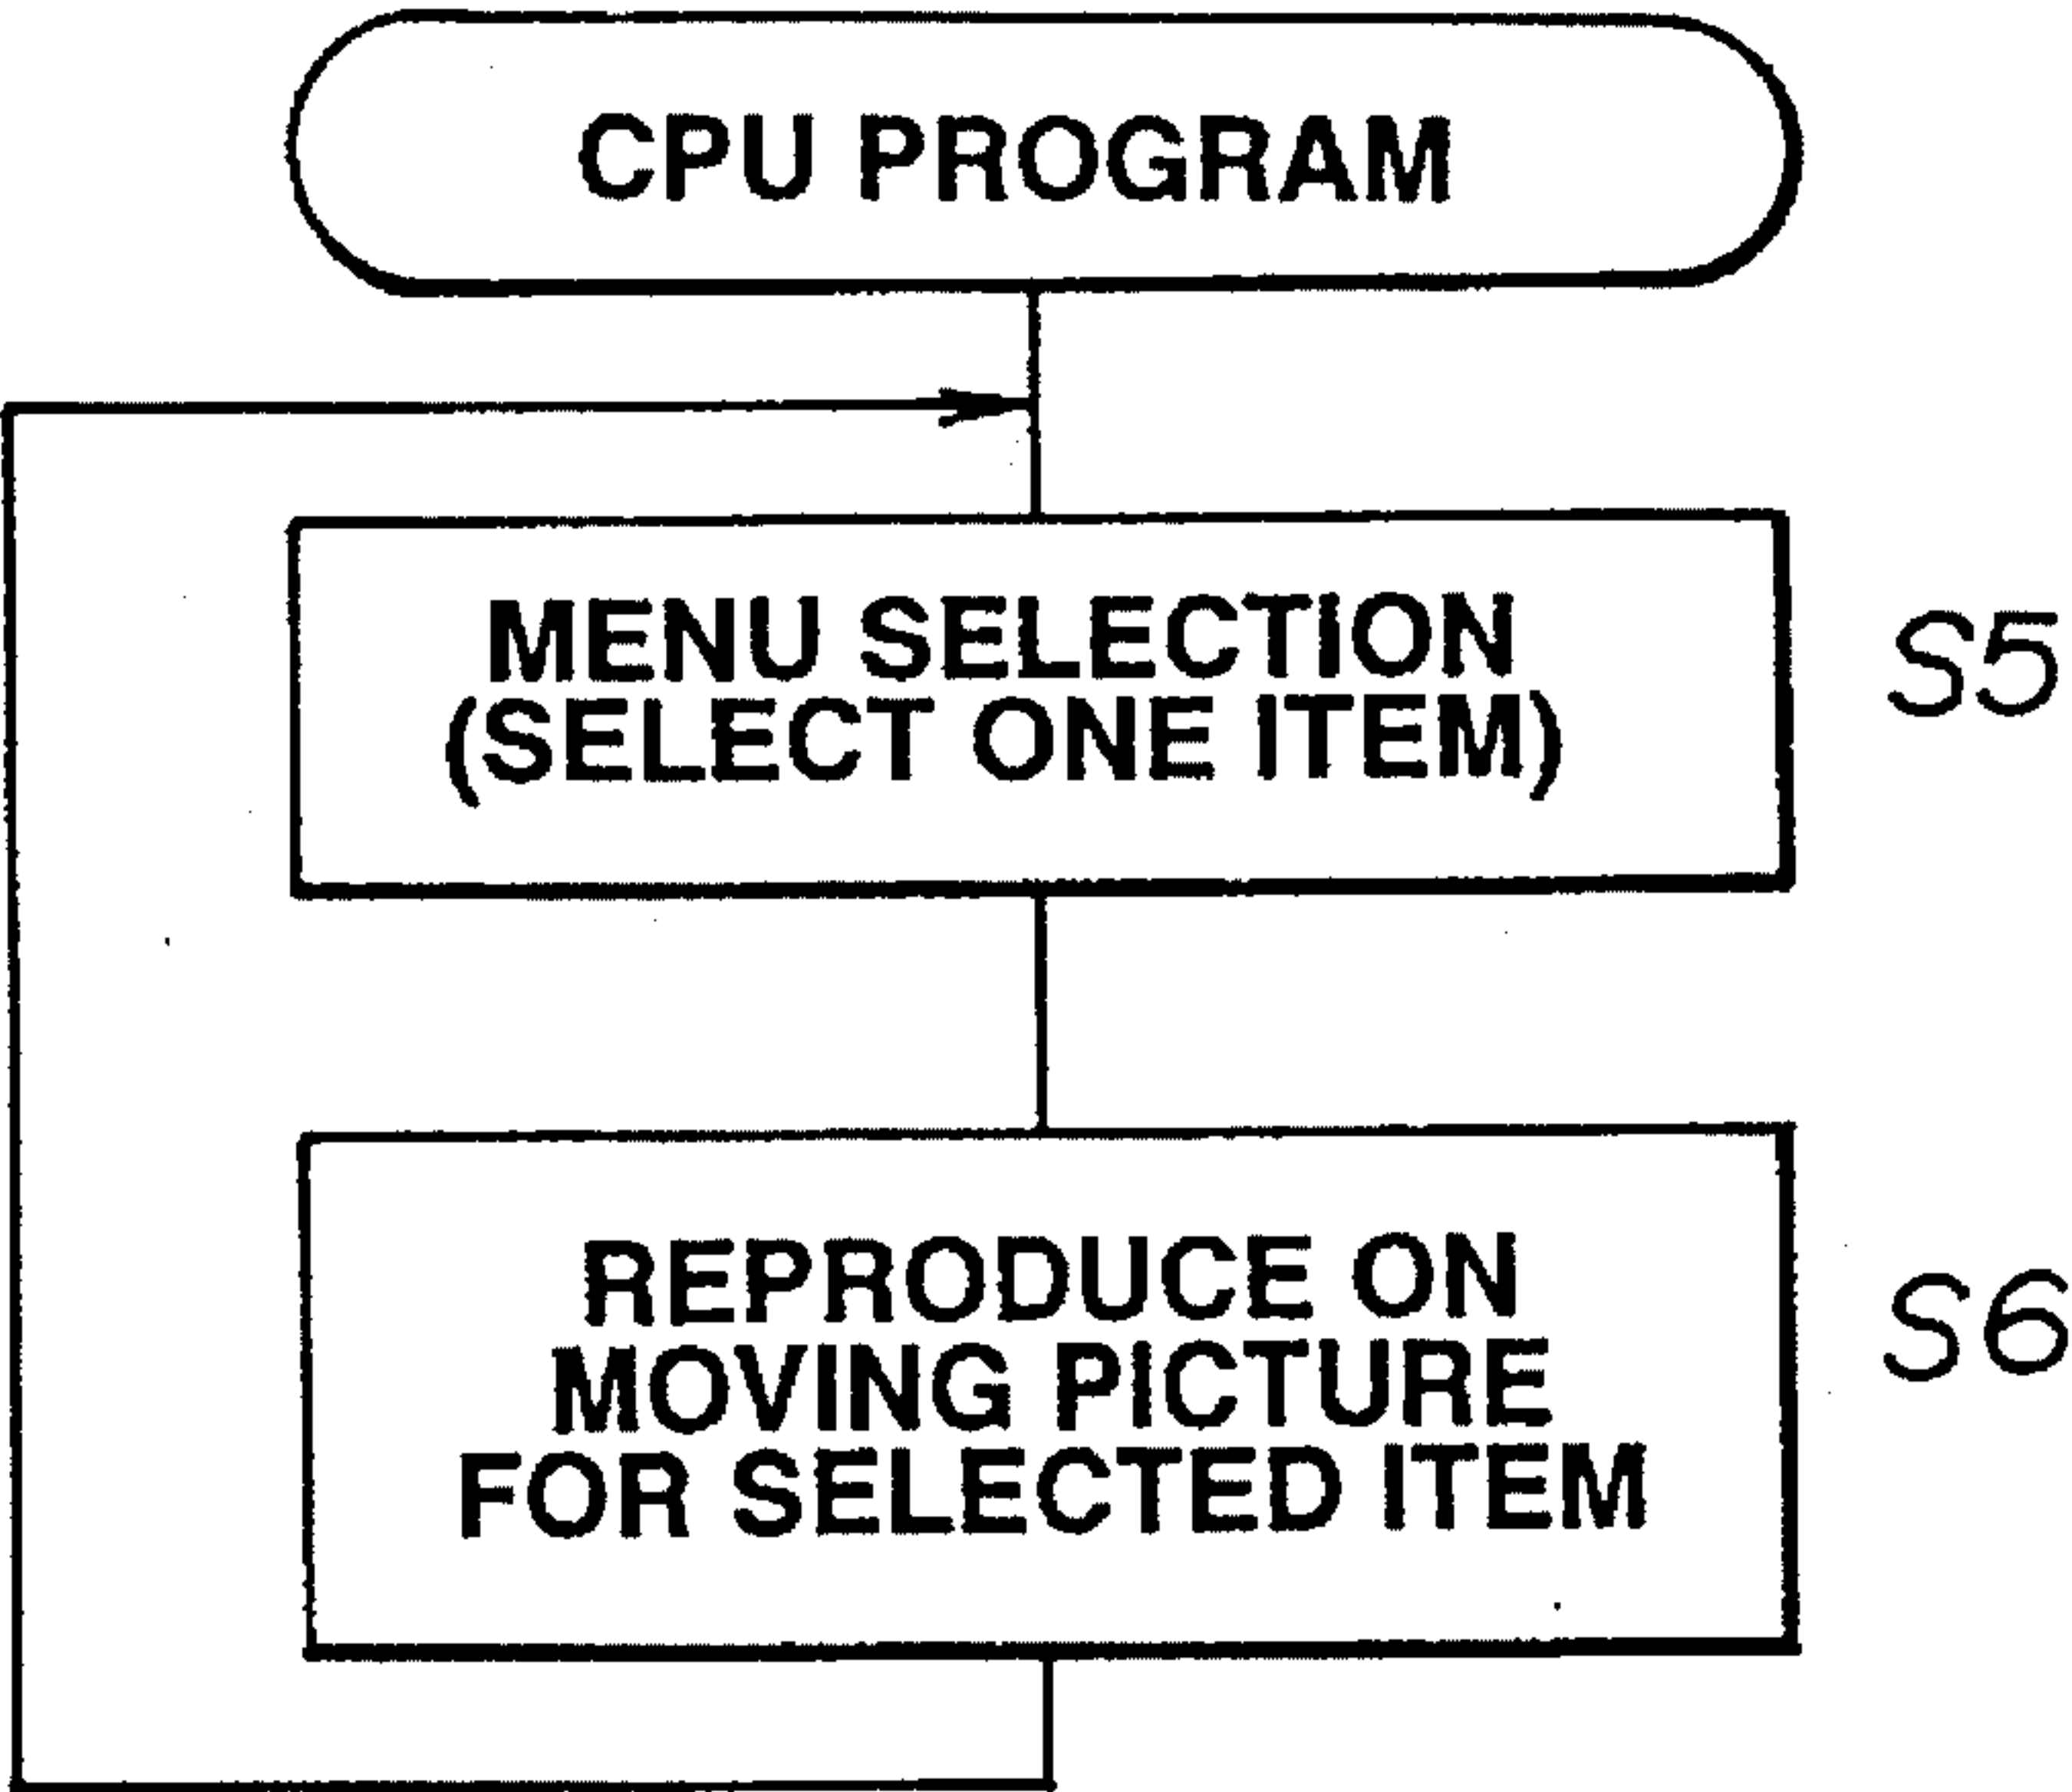 CPU PROGRAM
MENU SELECTION
(SELECT ONE ITEM)
S5
REPRODUCE ON
MOVING PICTURE
FOR SELECTED ITEM
S6